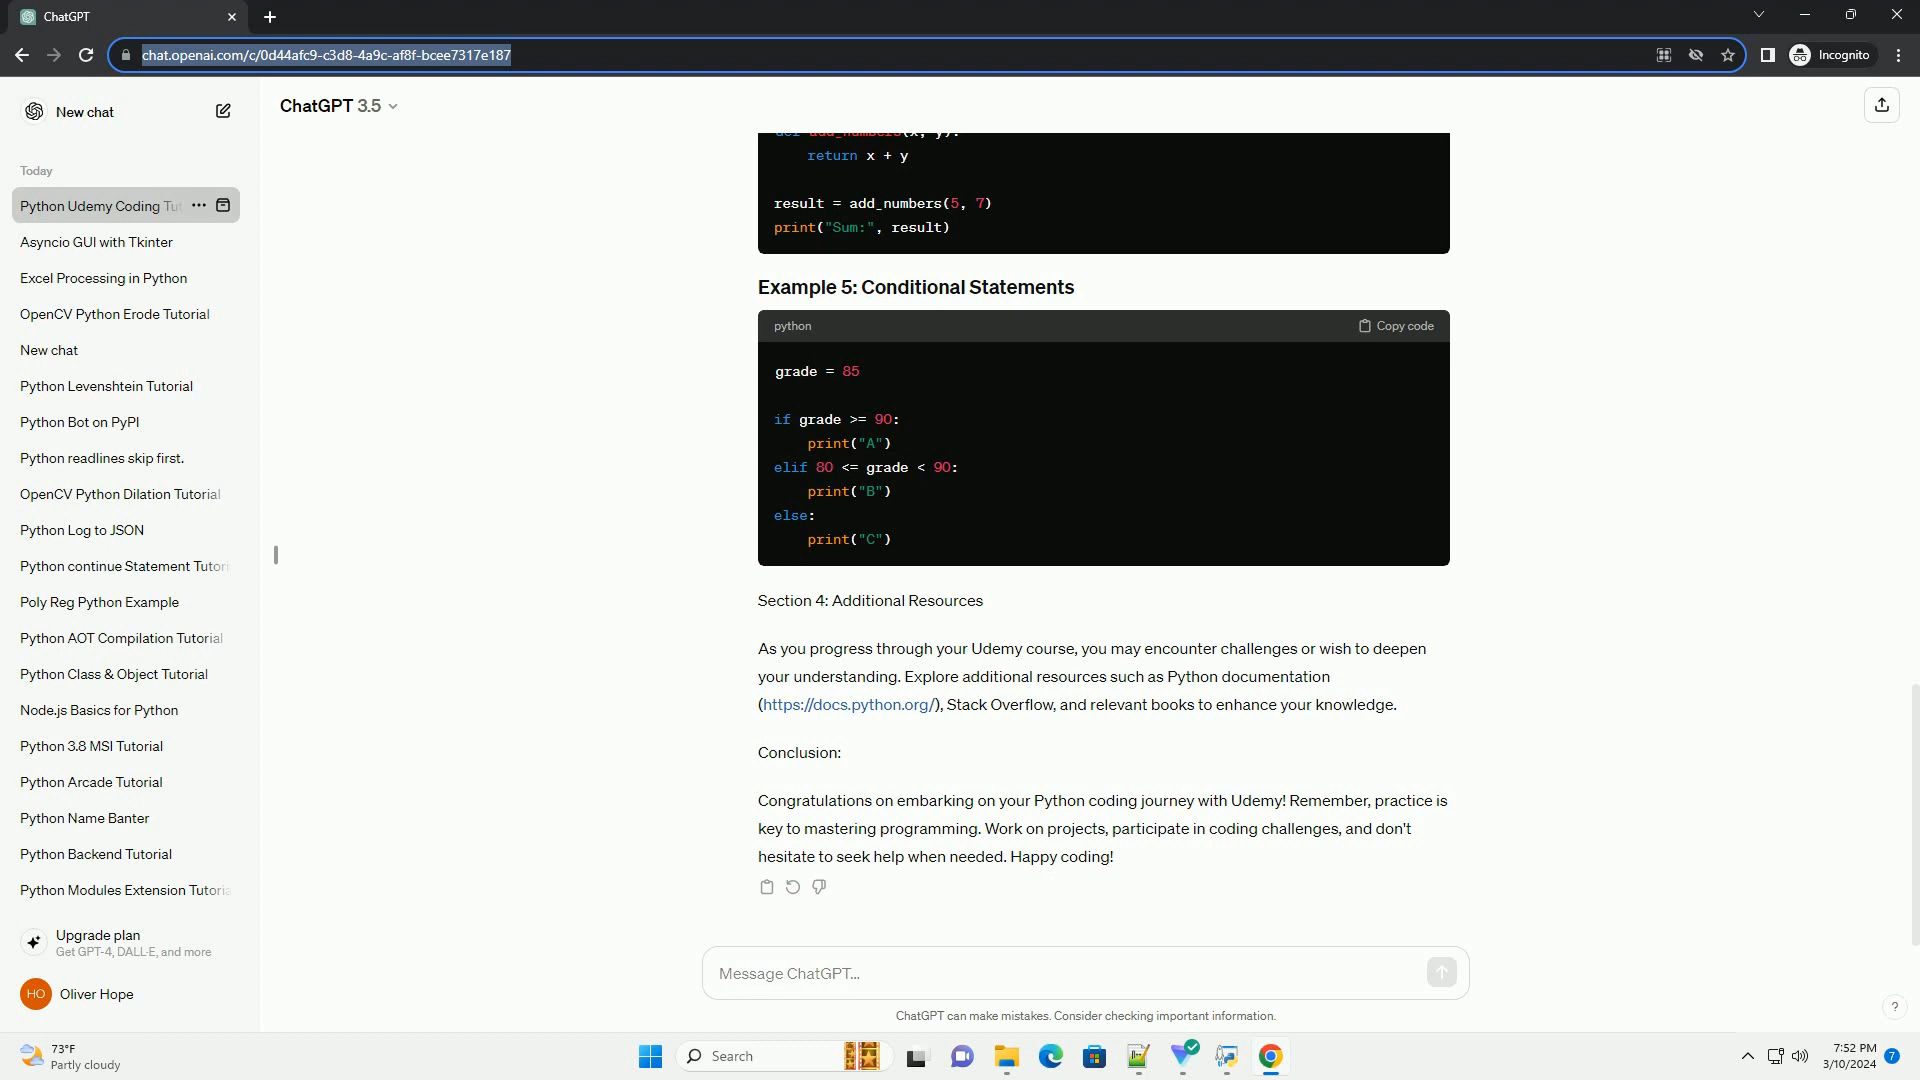 ChatGPT
chat.openai.com/c/0d44afc9-c3d8-4a9c-af8f-bcee7317e187
Incognito
New chat
ChatGPT 3.5
Today
Python Udemy Coding Tut
Asyncio GUI with Tkinter
Excel Processing in Python
OpenCV Python Erode Tutorial
New chat
Python Levenshtein Tutorial
Python Bot on PyPI
Python readlines skip first.
OpenCV Python Dilation Tutorial
Python Log to JSON
Python continue Statement Tutori
Poly Reg Python Example
Python AOT Compilation Tutorial
Python Class & Object Tutorial
Node.js Basics for Python
Python 3.8 MSI Tutorial
Python Arcade Tutorial
Python Name Banter
Python Backend Tutorial
Python Modules Extension Tutoria
Upgrade plan
Get GPT-4, DALL·E, and more
HO Oliver Hope
def add_numbers(x, y):
return x + y
result = add_numbers(5, 7)
print("Sum:", result)
Example 5: Conditional Statements
python Copy code
grade = 85
if grade >= 90:
print("A")
elif 80 <= grade < 90:
print("B")
else:
print("C")
Section 4: Additional Resources
As you progress through your Udemy course, you may encounter challenges or wish to deepen
your understanding. Explore additional resources such as Python documentation
(https://docs.python.org/), Stack Overflow, and relevant books to enhance your knowledge.
Conclusion:
Congratulations on embarking on your Python coding journey with Udemy! Remember, practice is
key to mastering programming. Work on projects, participate in coding challenges, and don't
hesitate to seek help when needed. Happy coding!
Message ChatGPT...
ChatGPT can make mistakes. Consider checking important information.
?
73°F
Partly cloudy
Search
7:52 PM
3/10/2024
7